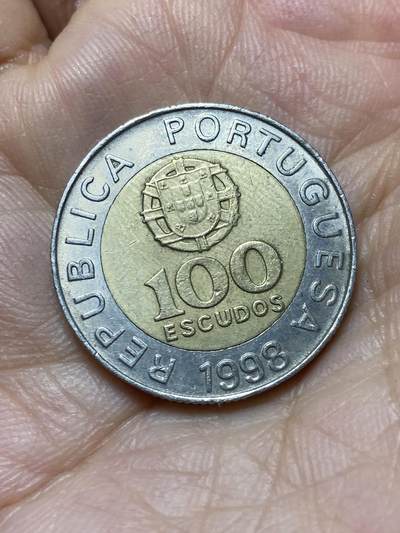 REPUBLICA PORTUGUESA
100
ESCUDOS
1998